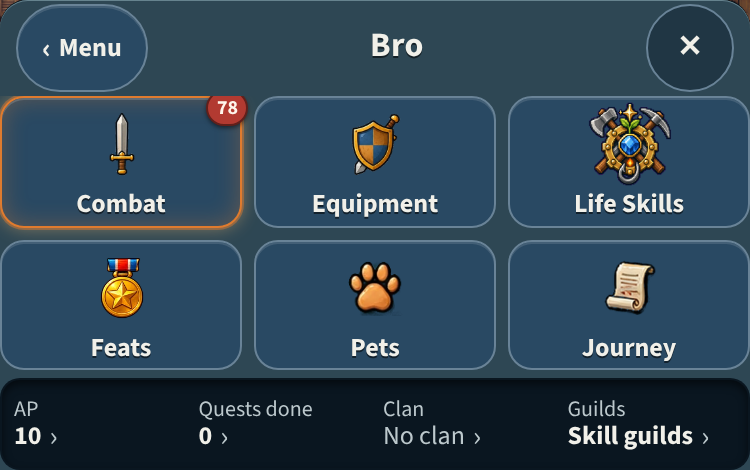 ‹ Menu
Bro
✕
78
Combat
Equipment
Life Skills
Feats
Pets
Journey
AP
10 ›
Quests done
0 ›
Clan
No clan ›
Guilds
Skill guilds ›